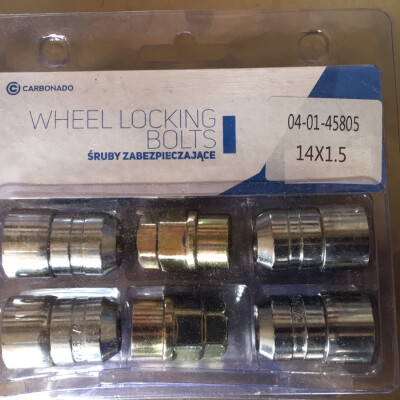 CARBONADO
WHEEL LOCKING
BOLTS
ŚRUBY ZABEZPIECZAJĄCE
04-01-45805
14X1.5